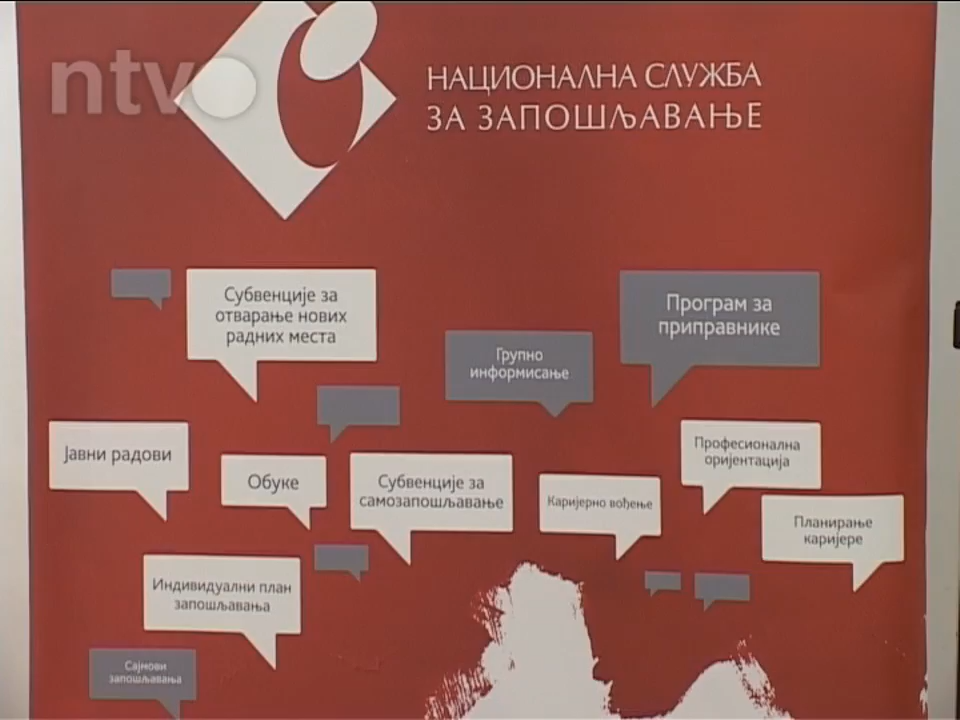 ntv
НАЦИОНАЛНА СЛУЖБА
ЗА ЗАПОШЉАВАЊЕ
Субвенције за
отварање нових
радних места
Програм за
приправнике
Групно
информисање
Јавни радови
Обуке
Субвенције за
самозапошљавање
Каријерно вођење
Професионална
оријентација
Планирање
каријере
Индивидуални план
запошљавања
Сајмови
запошљавања